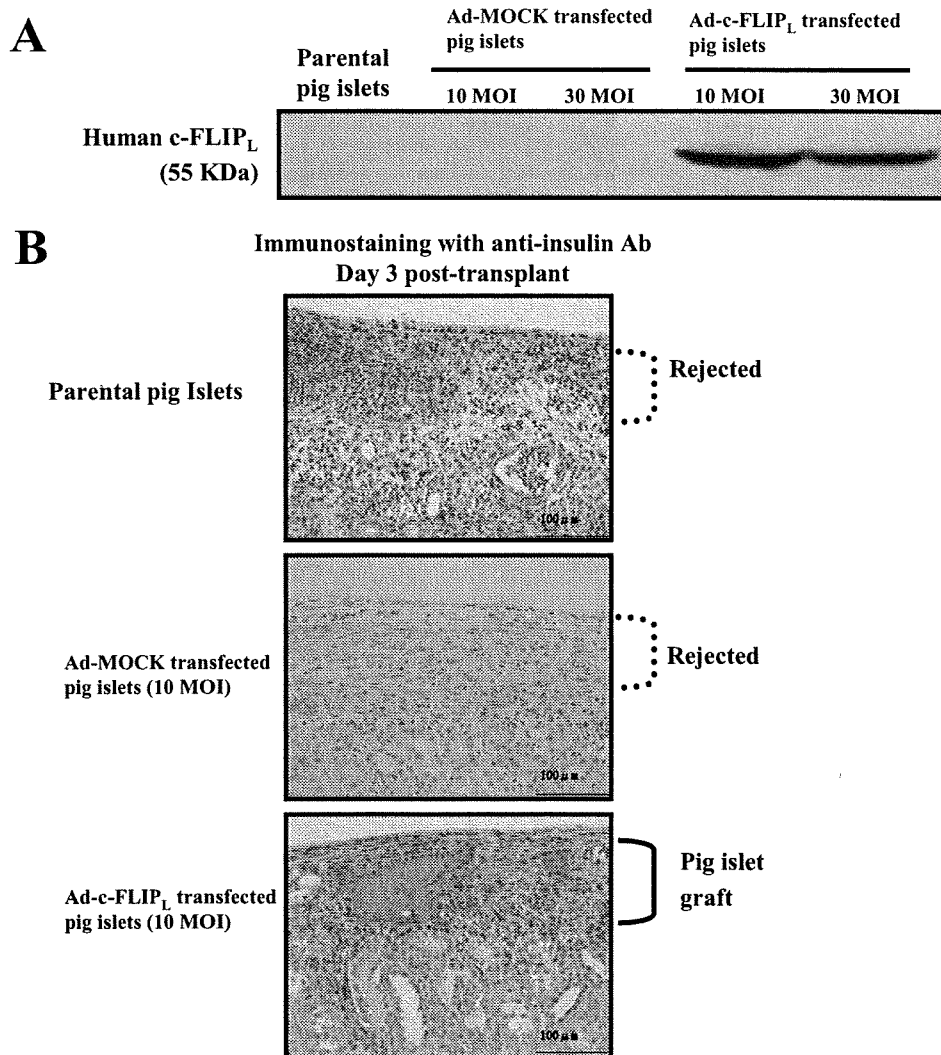 A
Parental
pig islets
Ad-MOCK transfected
pig islets
Ad-c-FLIPL transfected
pig islets
10 MOI
30 MOI
10 MOI
30 MOI
Human c-FLIPL
(55 KDa)
B
Immunostaining with anti-insulin Ab
Day 3 post-transplant
Parental pig Islets
Rejected
100 μm
Ad-MOCK transfected
pig islets (10 MOI)
Rejected
100 μm
Ad-c-FLIPL transfected
pig islets (10 MOI)
Pig islet
graft
100 μm